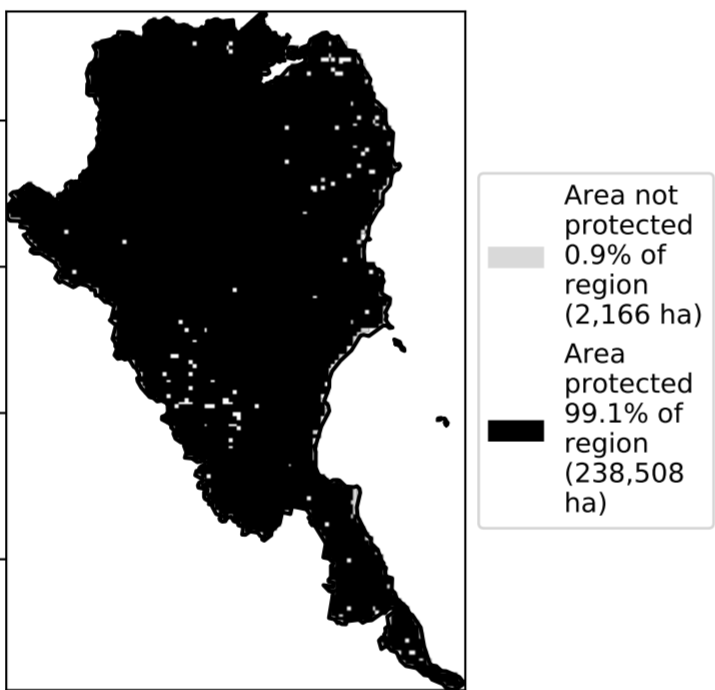 Area not
protected
0.9% of
region
(2,166 ha)
Area
protected
99.1% of
region
(238,508
ha)